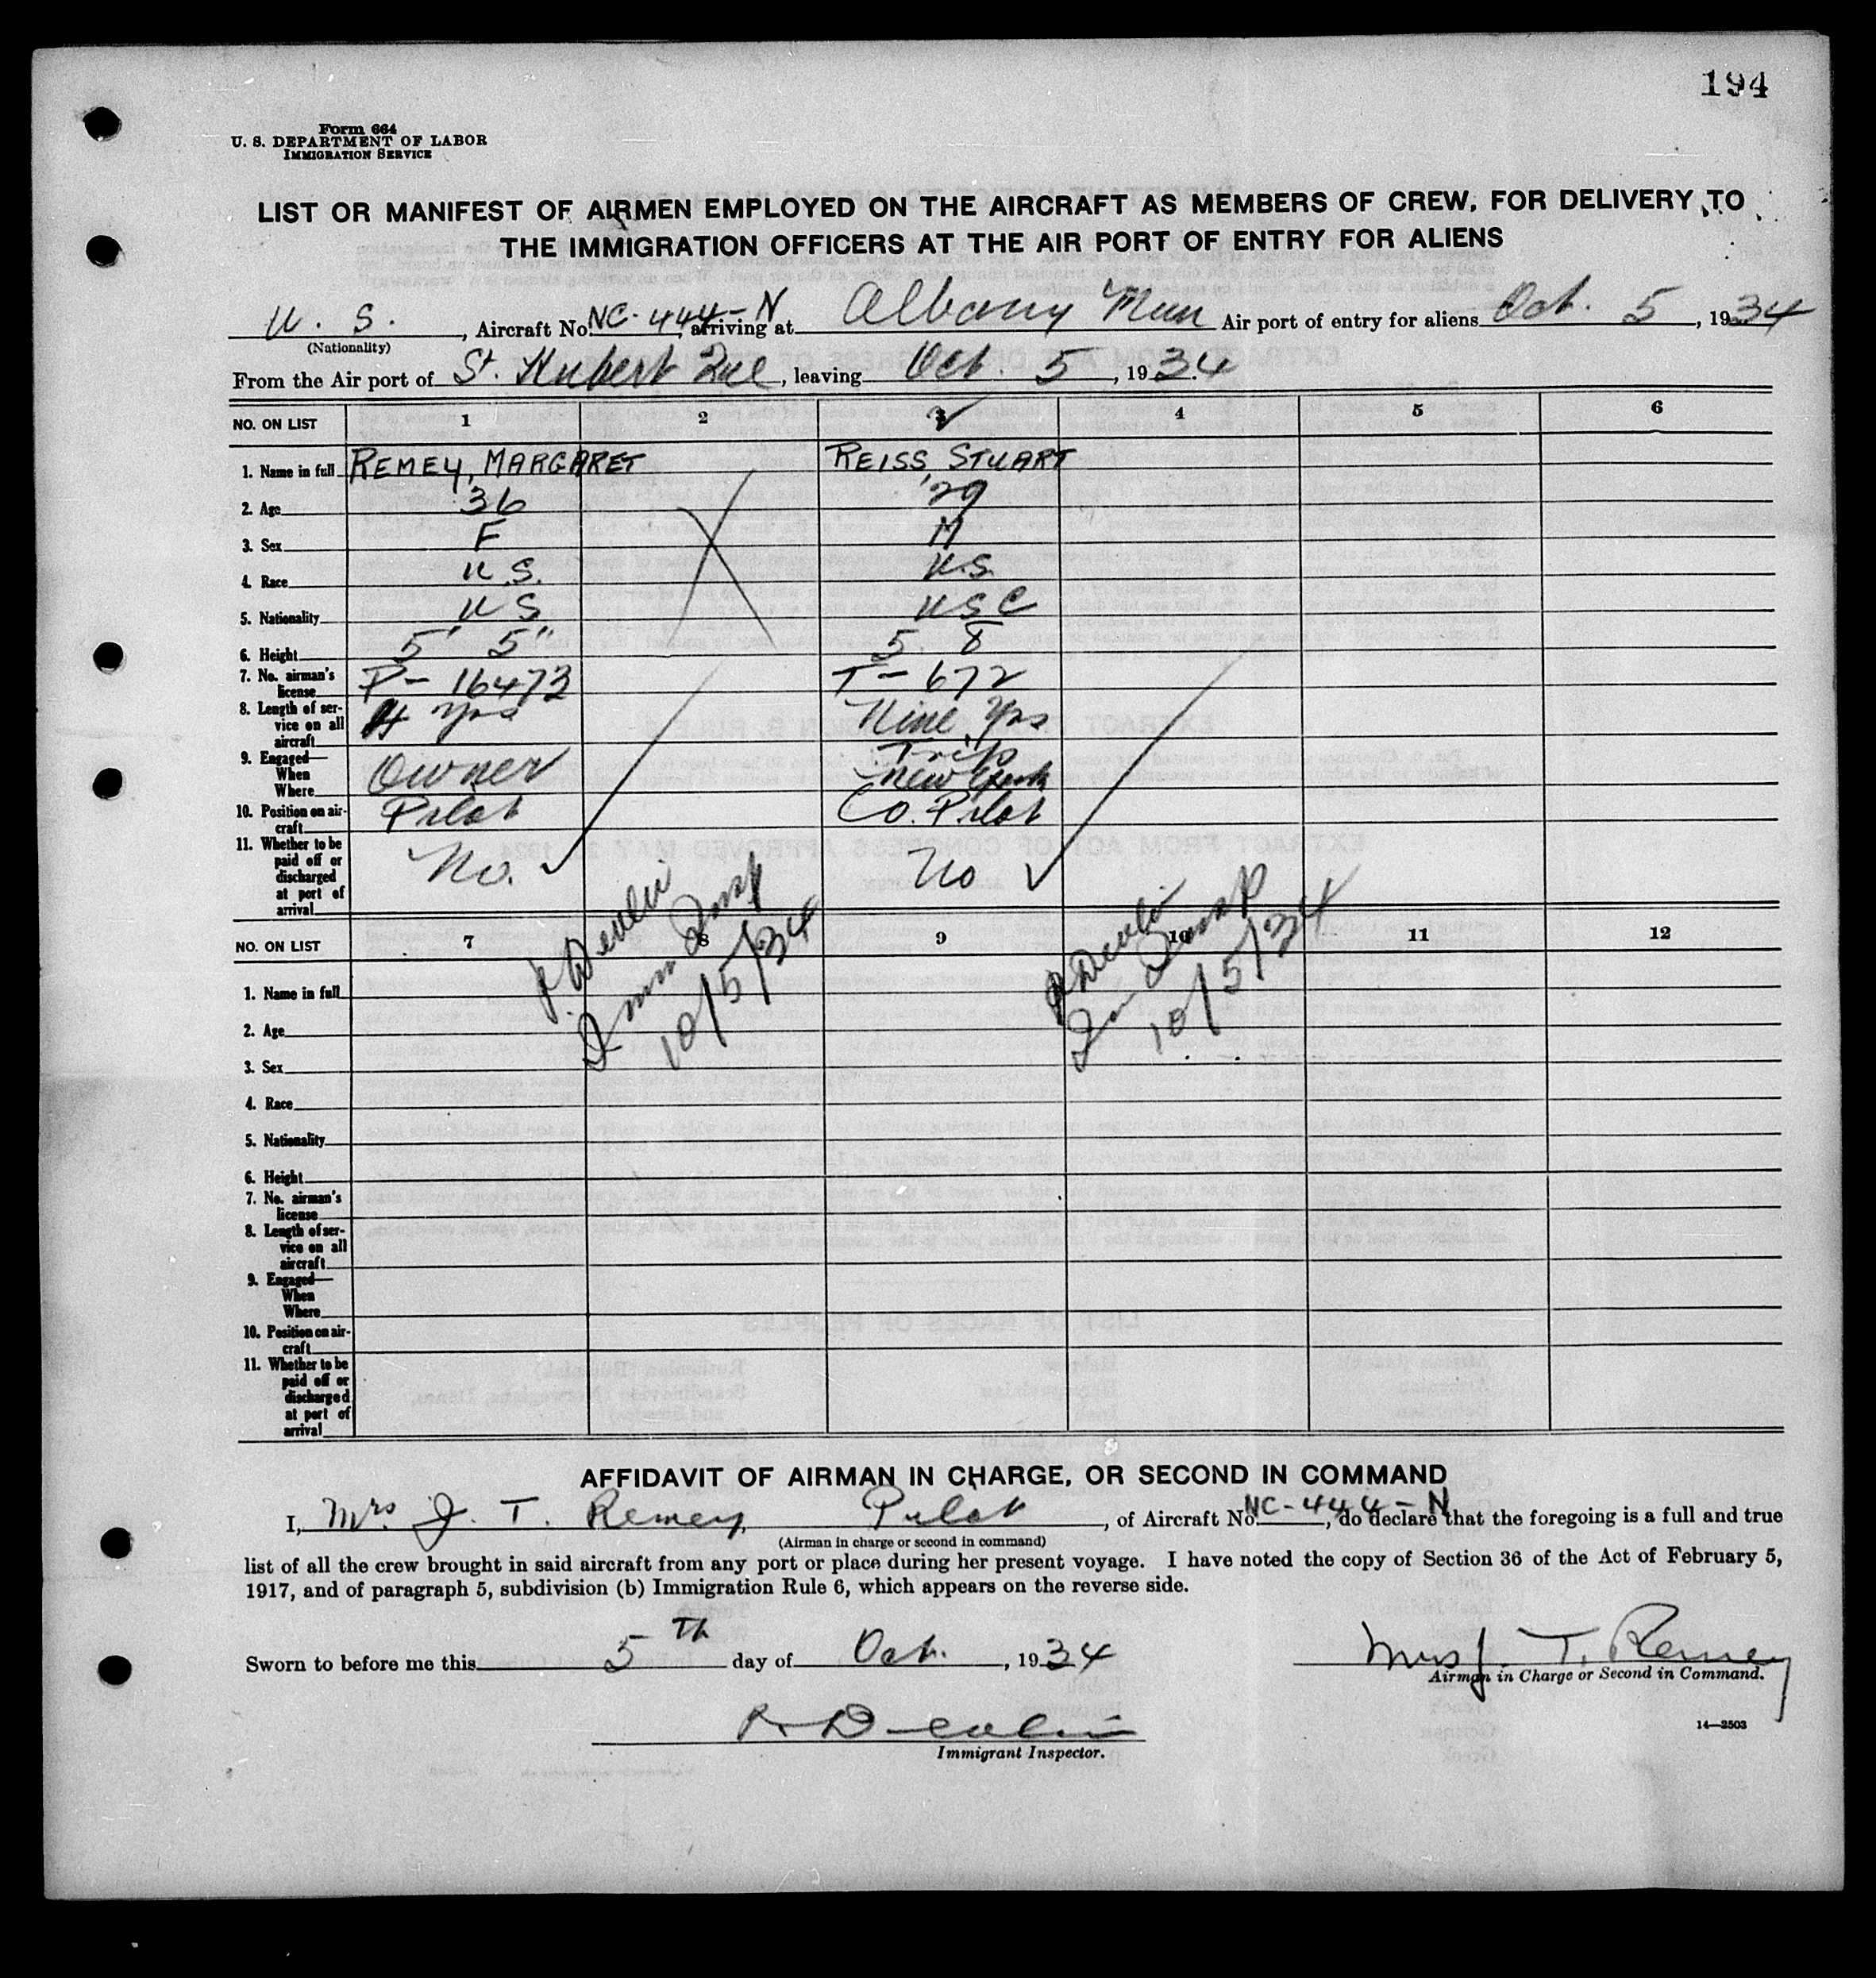 194
Form 664
U. S. DEPARTMENT OF LABOR
IMMIGRATION SERVICE
LIST OR MANIFEST OF AIRMEN EMPLOYED ON THE AIRCRAFT AS MEMBERS OF CREW, FOR DELIVERY TO
THE IMMIGRATION OFFICERS AT THE AIR PORT OF ENTRY FOR ALIENS
U. S., Aircraft No. NC-444-N, arriving at Albany Mun Air port of entry for aliens Oct. 5, 1934
(Nationality)
From the Air port of St. Hubert Que, leaving Oct. 5, 1934.
NO. ON LIST 1 2 3 4 5 6
1. Name in full REMEY, MARGARET REISS, STUART
2. Age 36 29
3. Sex F M
4. Race U.S. U.S.
5. Nationality U S USC
6. Height 5' 5" 5 8
7. No. airman's license P-16473 T-672
8. Length of service on all aircraft 4 Yrs Nine Yrs
9. Engaged— When Where Owner Trip New York
10. Position on aircraft Pilot Co. Pilot
11. Whether to be paid off or discharged at port of arrival No. No
R Devlin
Imm Insp
10/5/34
R Devlin
Im Insp
10/5/34
NO. ON LIST 7 8 9 10 11 12
1. Name in full
2. Age
3. Sex
4. Race
5. Nationality
6. Height
7. No. airman's license
8. Length of service on all aircraft
9. Engaged— When Where
10. Position on aircraft
11. Whether to be paid off or discharged at port of arrival
AFFIDAVIT OF AIRMAN IN CHARGE, OR SECOND IN COMMAND
I, Mrs. J. T. Remey, Pilot, of Aircraft No. NC-444-N, do declare that the foregoing is a full and true
(Airman in charge or second in command)
list of all the crew brought in said aircraft from any port or place during her present voyage. I have noted the copy of Section 36 of the Act of February 5,
1917, and of paragraph 5, subdivision (b) Immigration Rule 6, which appears on the reverse side.
Sworn to before me this 5th day of Oct., 1934
Mrs J. T. Remey
Airman in Charge or Second in Command.
R Devlin
Immigrant Inspector.
14—2503